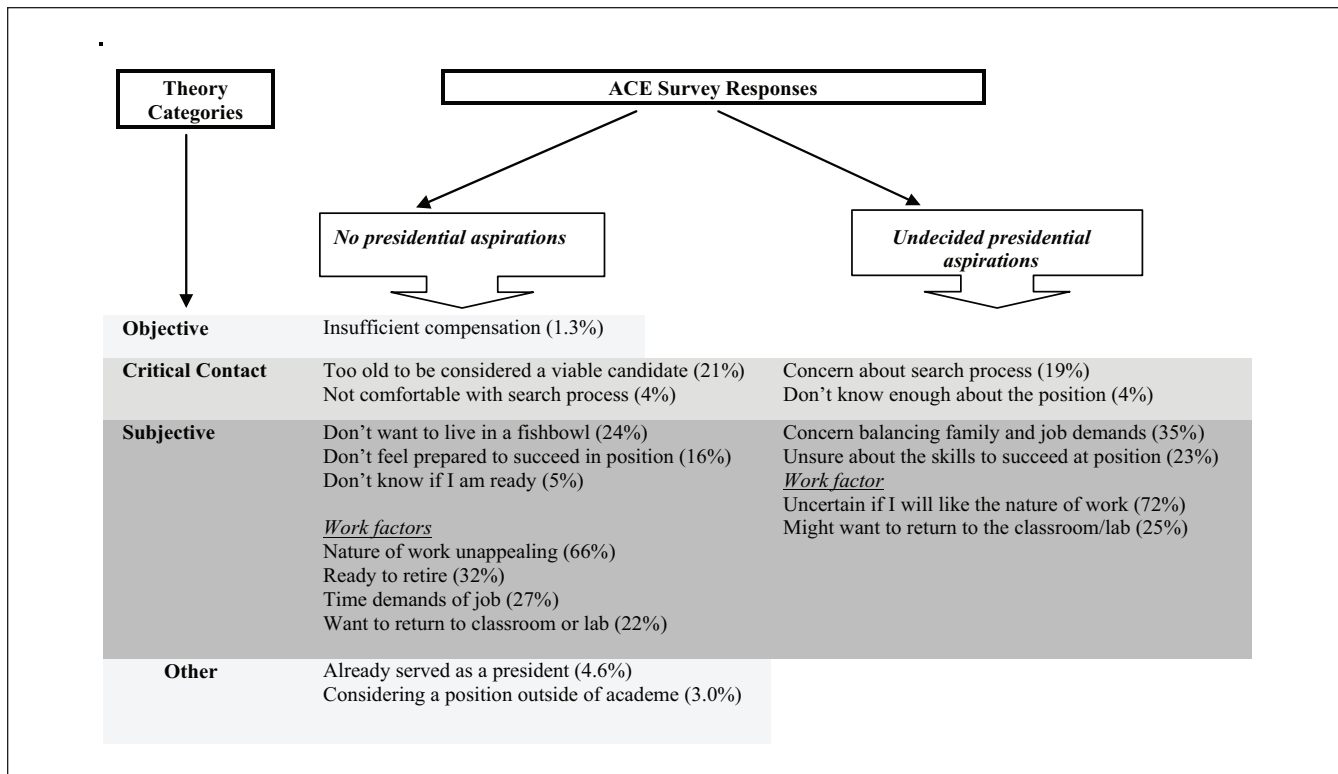 Theory
Categories
ACE Survey Responses
No presidential aspirations
Undecided presidential
aspirations
Objective
Insufficient compensation (1.3%)
Critical Contact
Too old to be considered a viable candidate (21%)
Not comfortable with search process (4%)
Concern about search process (19%)
Don’t know enough about the position (4%)
Subjective
Don’t want to live in a fishbowl (24%)
Don’t feel prepared to succeed in position (16%)
Don’t know if I am ready (5%)
Work factors
Nature of work unappealing (66%)
Ready to retire (32%)
Time demands of job (27%)
Want to return to classroom or lab (22%)
Concern balancing family and job demands (35%)
Unsure about the skills to succeed at position (23%)
Work factor
Uncertain if I will like the nature of work (72%)
Might want to return to the classroom/lab (25%)
Other
Already served as a president (4.6%)
Considering a position outside of academe (3.0%)